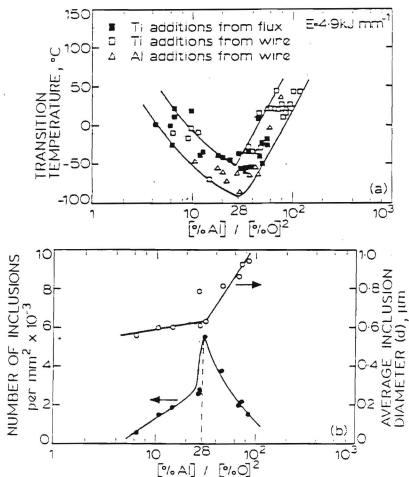 150
100
50
0
-50
-100
TRANSITION
TEMPERATURE, °C
■ Ti additions from flux
□ Ti additions from wire
△ Al additions from wire
E=4·9kJ mm⁻¹
(a)
1
10
28
10²
10³
[%Al] / [%O]²
10
8
6
4
2
0
NUMBER OF INCLUSIONS
per mm² × 10⁻³
1·0
0·8
0·6
0·4
0·2
0
AVERAGE INCLUSION
DIAMETER (d), μm
(b)
1
10
28
10²
10³
[%Al] / [%O]²